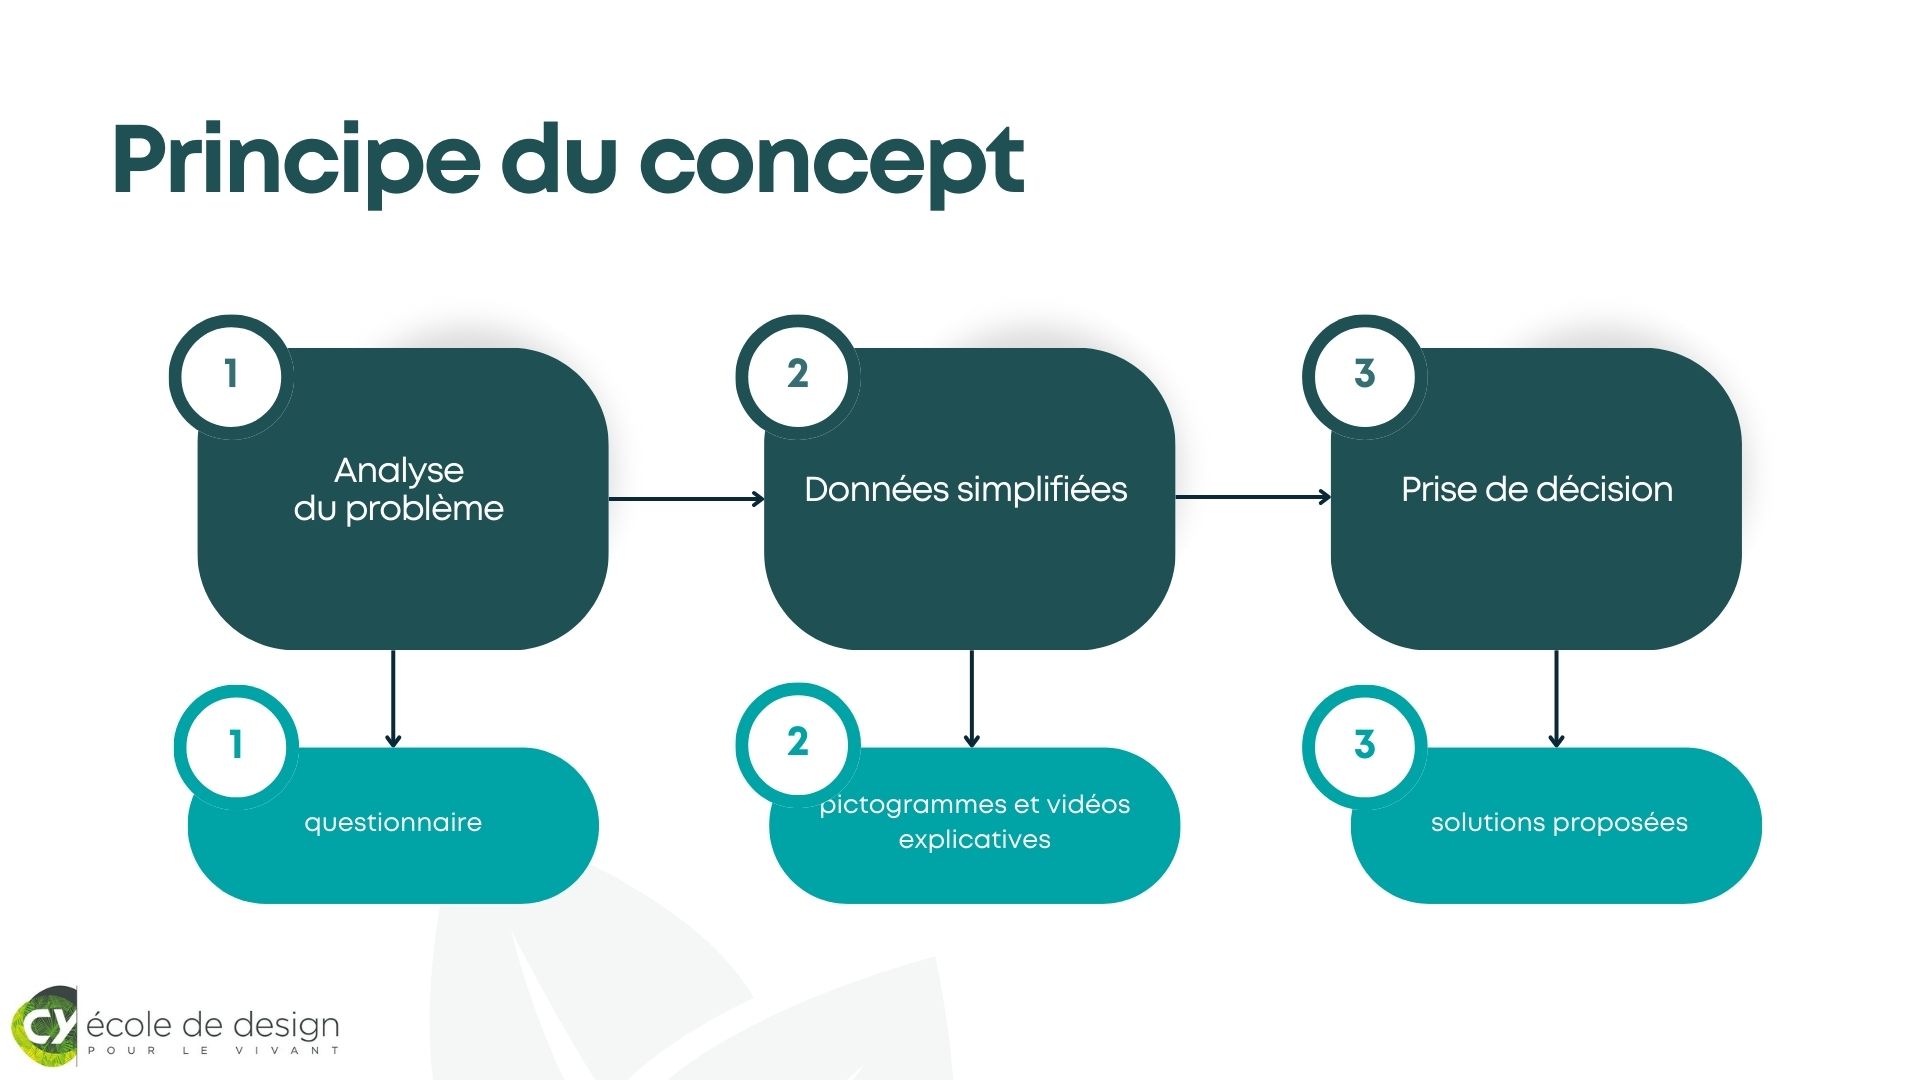 Principe du concept
1
Analyse
du problème
2
Données simplifiées
3
Prise de décision
1
questionnaire
2
pictogrammes et vidéos
explicatives
3
solutions proposées
CY école de design
POUR LE VIVANT